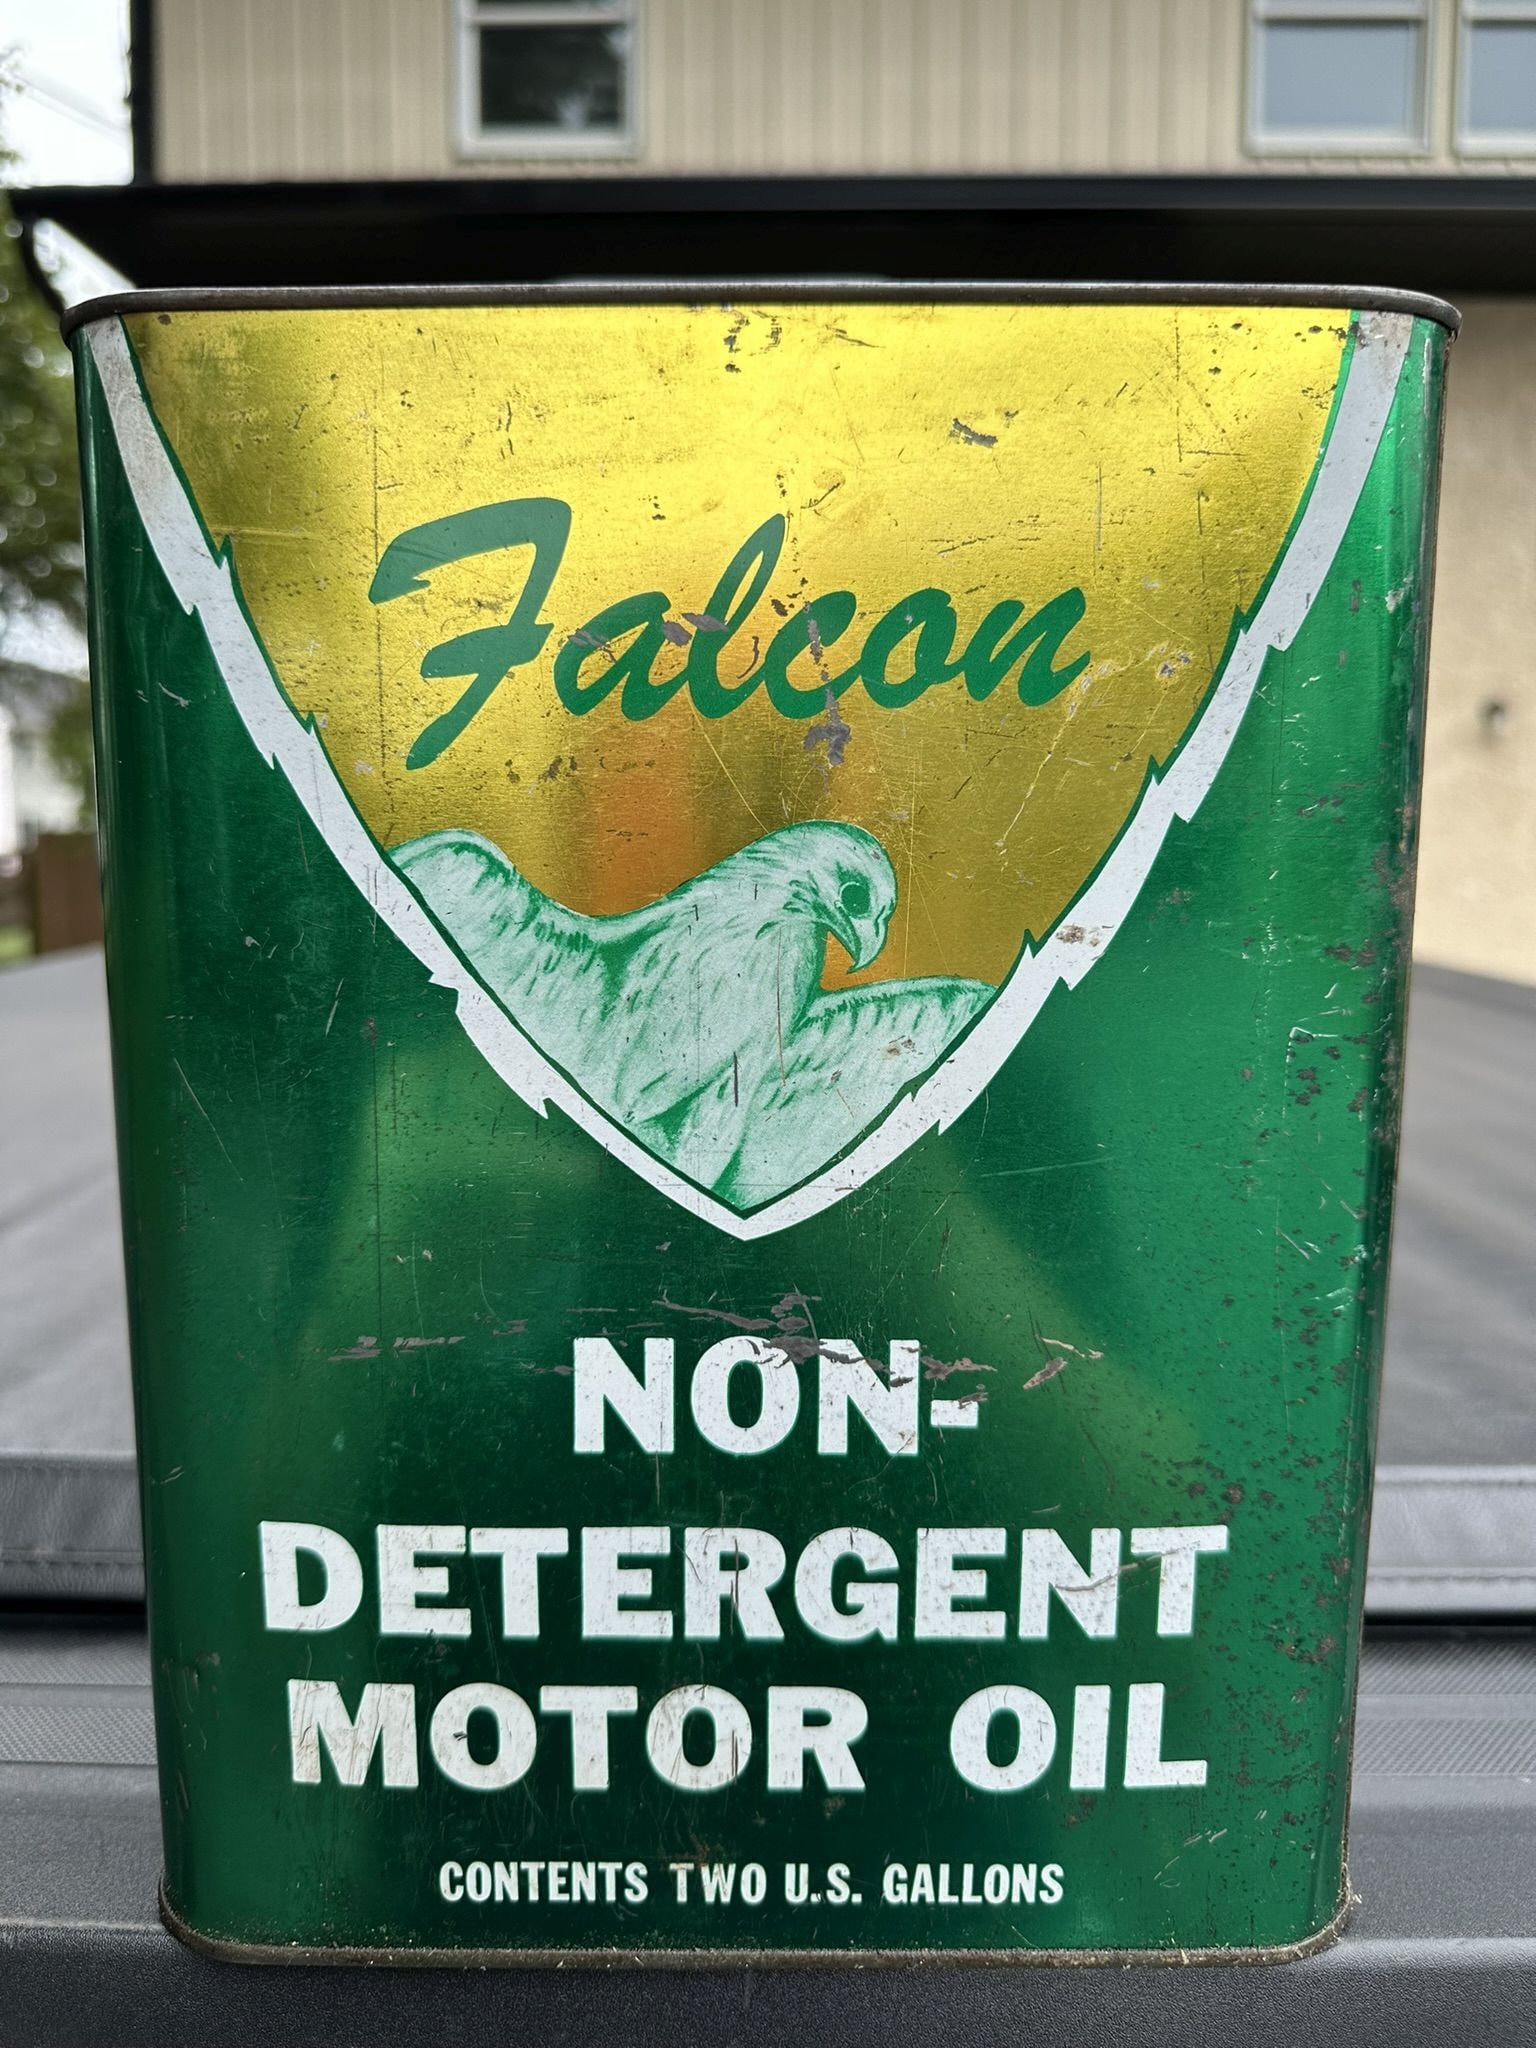 Falcon
NON-
DETERGENT
MOTOR OIL
CONTENTS TWO U.S. GALLONS